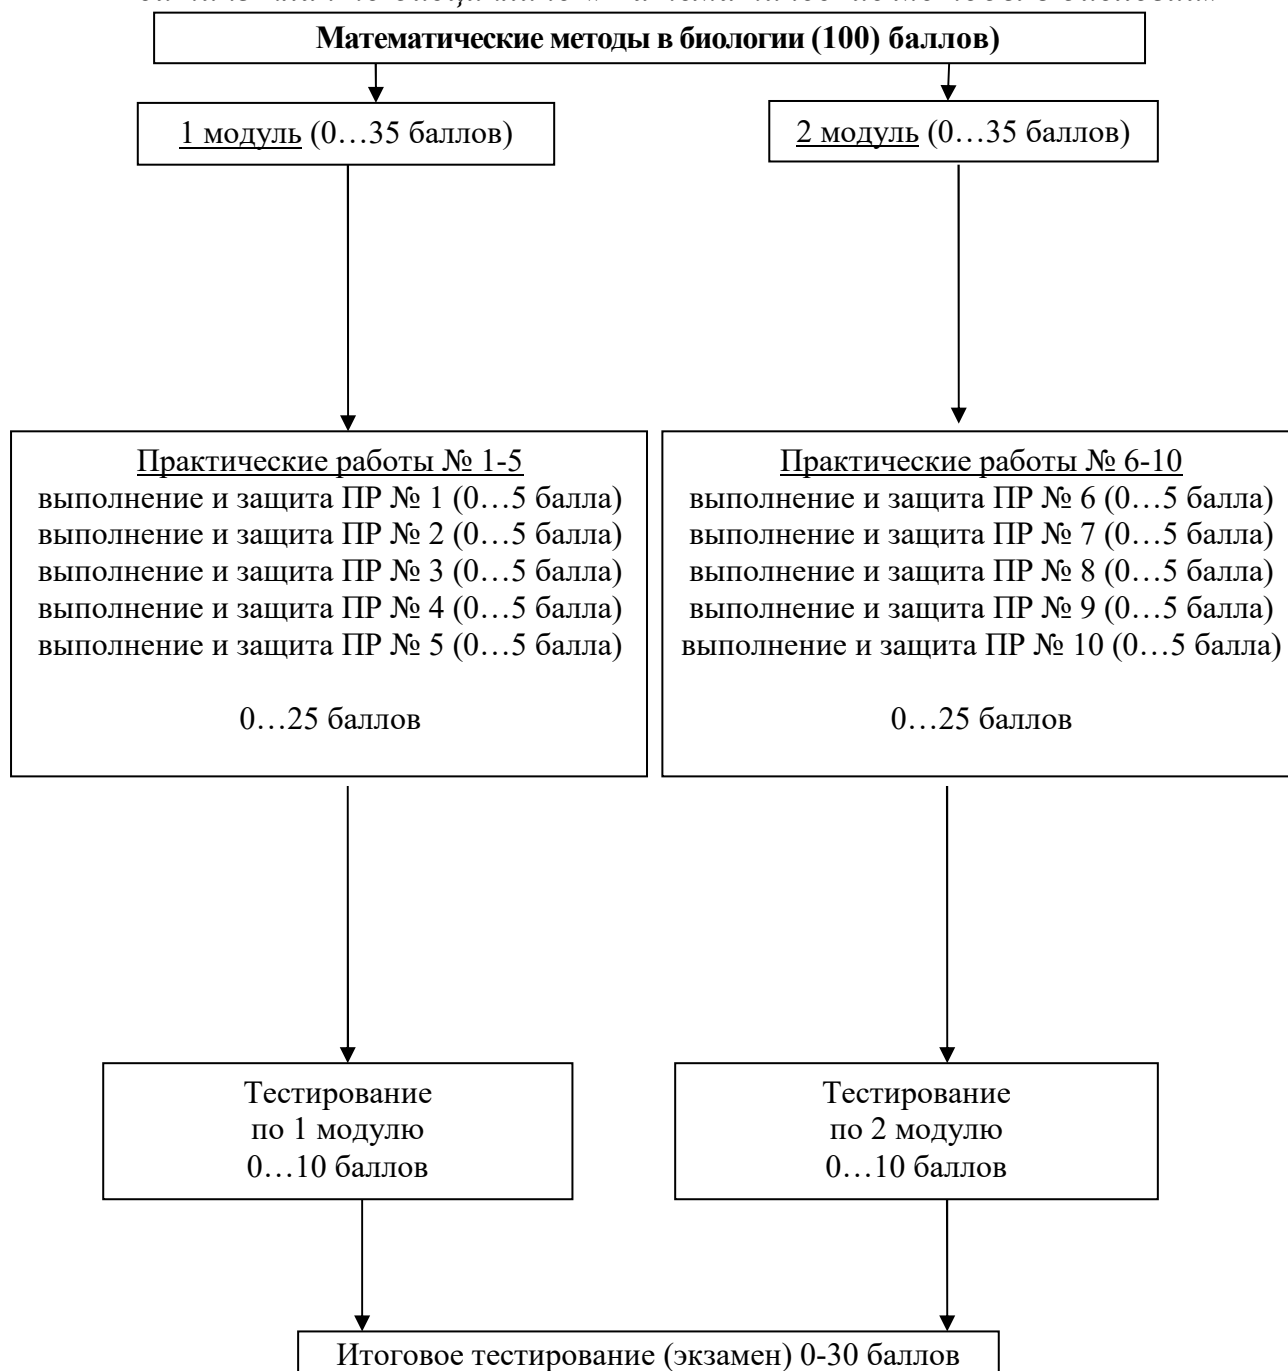 Математические методы в биологии (100) баллов)
1 модуль (0…35 баллов)
2 модуль (0…35 баллов)
Практические работы № 1-5
выполнение и защита ПР № 1 (0…5 балла)
выполнение и защита ПР № 2 (0…5 балла)
выполнение и защита ПР № 3 (0…5 балла)
выполнение и защита ПР № 4 (0…5 балла)
выполнение и защита ПР № 5 (0…5 балла)
0…25 баллов
Практические работы № 6-10
выполнение и защита ПР № 6 (0…5 балла)
выполнение и защита ПР № 7 (0…5 балла)
выполнение и защита ПР № 8 (0…5 балла)
выполнение и защита ПР № 9 (0…5 балла)
выполнение и защита ПР № 10 (0…5 балла)
0…25 баллов
Тестирование
по 1 модулю
0…10 баллов
Тестирование
по 2 модулю
0…10 баллов
Итоговое тестирование (экзамен) 0-30 баллов